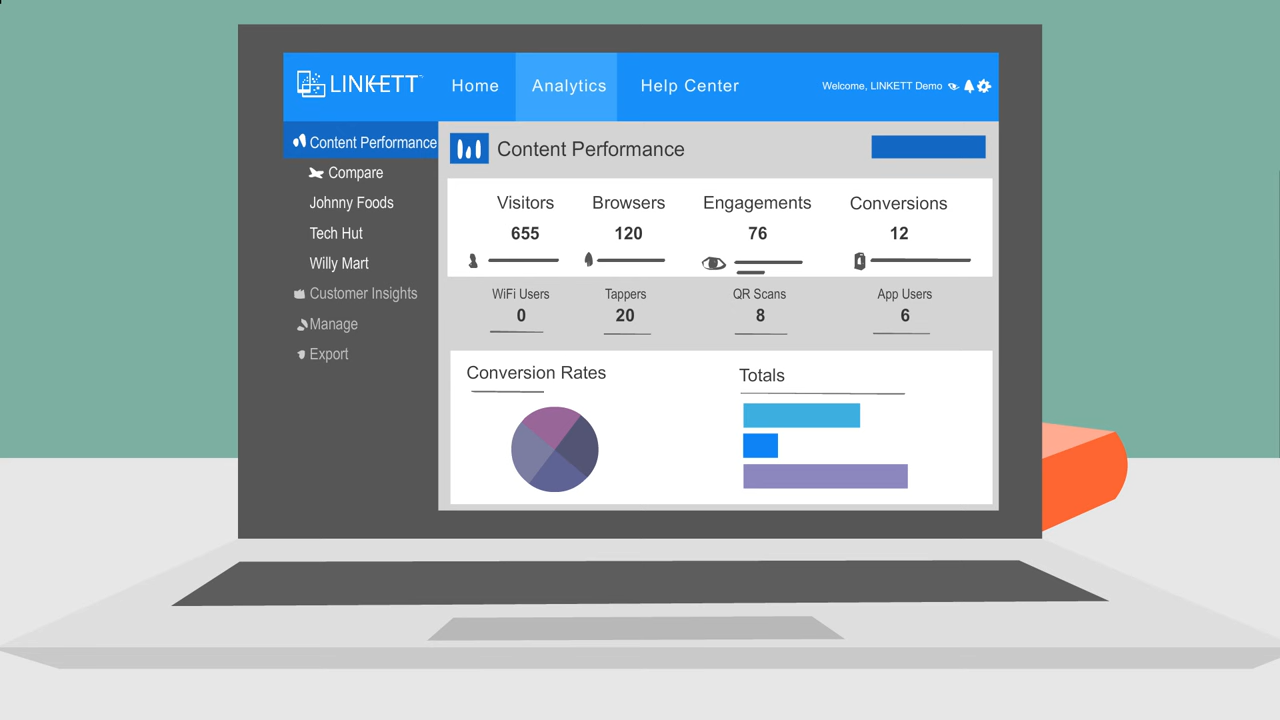 LINKETT Home Analytics Help Center Welcome, LINKETT Demo
Content Performance
Compare
Johnny Foods
Tech Hut
Willy Mart
Customer Insights
Manage
Export
Content Performance
Visitors Browsers Engagements Conversions
655 120 76 12
WiFi Users Tappers QR Scans App Users
0 20 8 6
Conversion Rates Totals